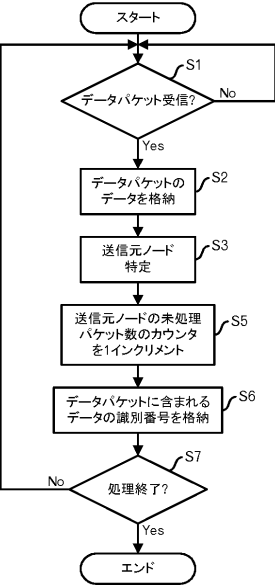 スタート
S1
データパケット受信?
No
Yes
S2
データパケットの
データを格納
S3
送信元ノード
特定
S5
送信元ノードの未処理
パケット数のカウンタ
を1インクリメント
S6
データパケットに含まれる
データの識別番号を格納
S7
No
処理終了?
Yes
エンド